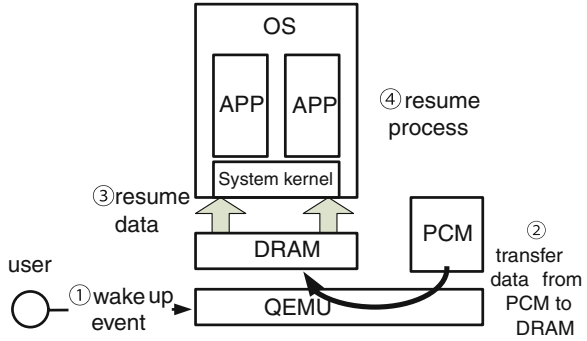 OS
APP APP
④resume
process
System kernel
③resume
data
DRAM
PCM
②
transfer
data from
PCM to
DRAM
user
①wake up
event
QEMU